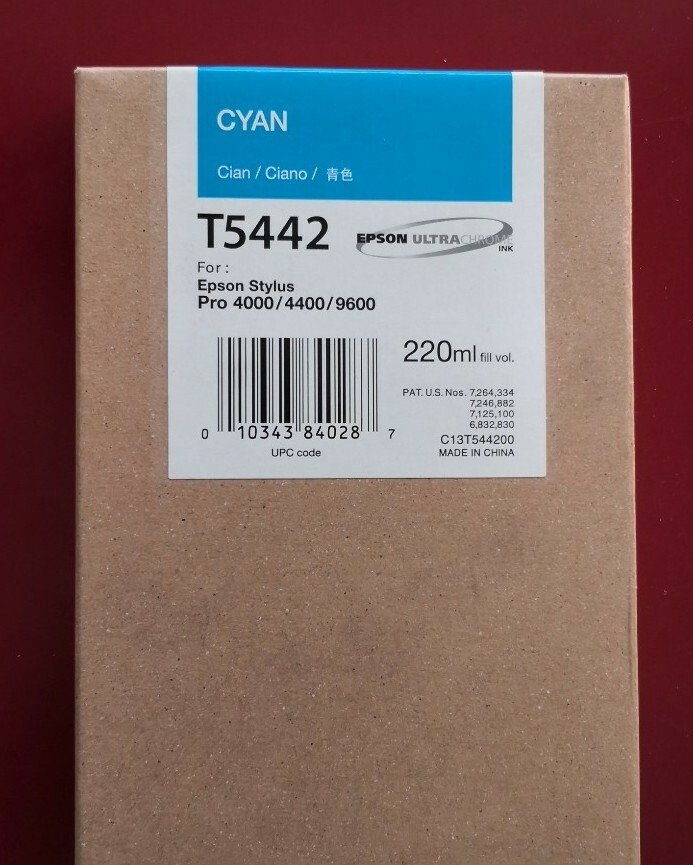 CYAN
Cian / Ciano / 青色
T5442
EPSON ULTRACHROME
INK
For :
Epson Stylus
Pro 4000/4400/9600
220ml fill vol.
PAT. U.S. Nos. 7,264,334
7,246,882
7,125,100
6,832,830
C13T544200
MADE IN CHINA
0 10343 84028 7
UPC code